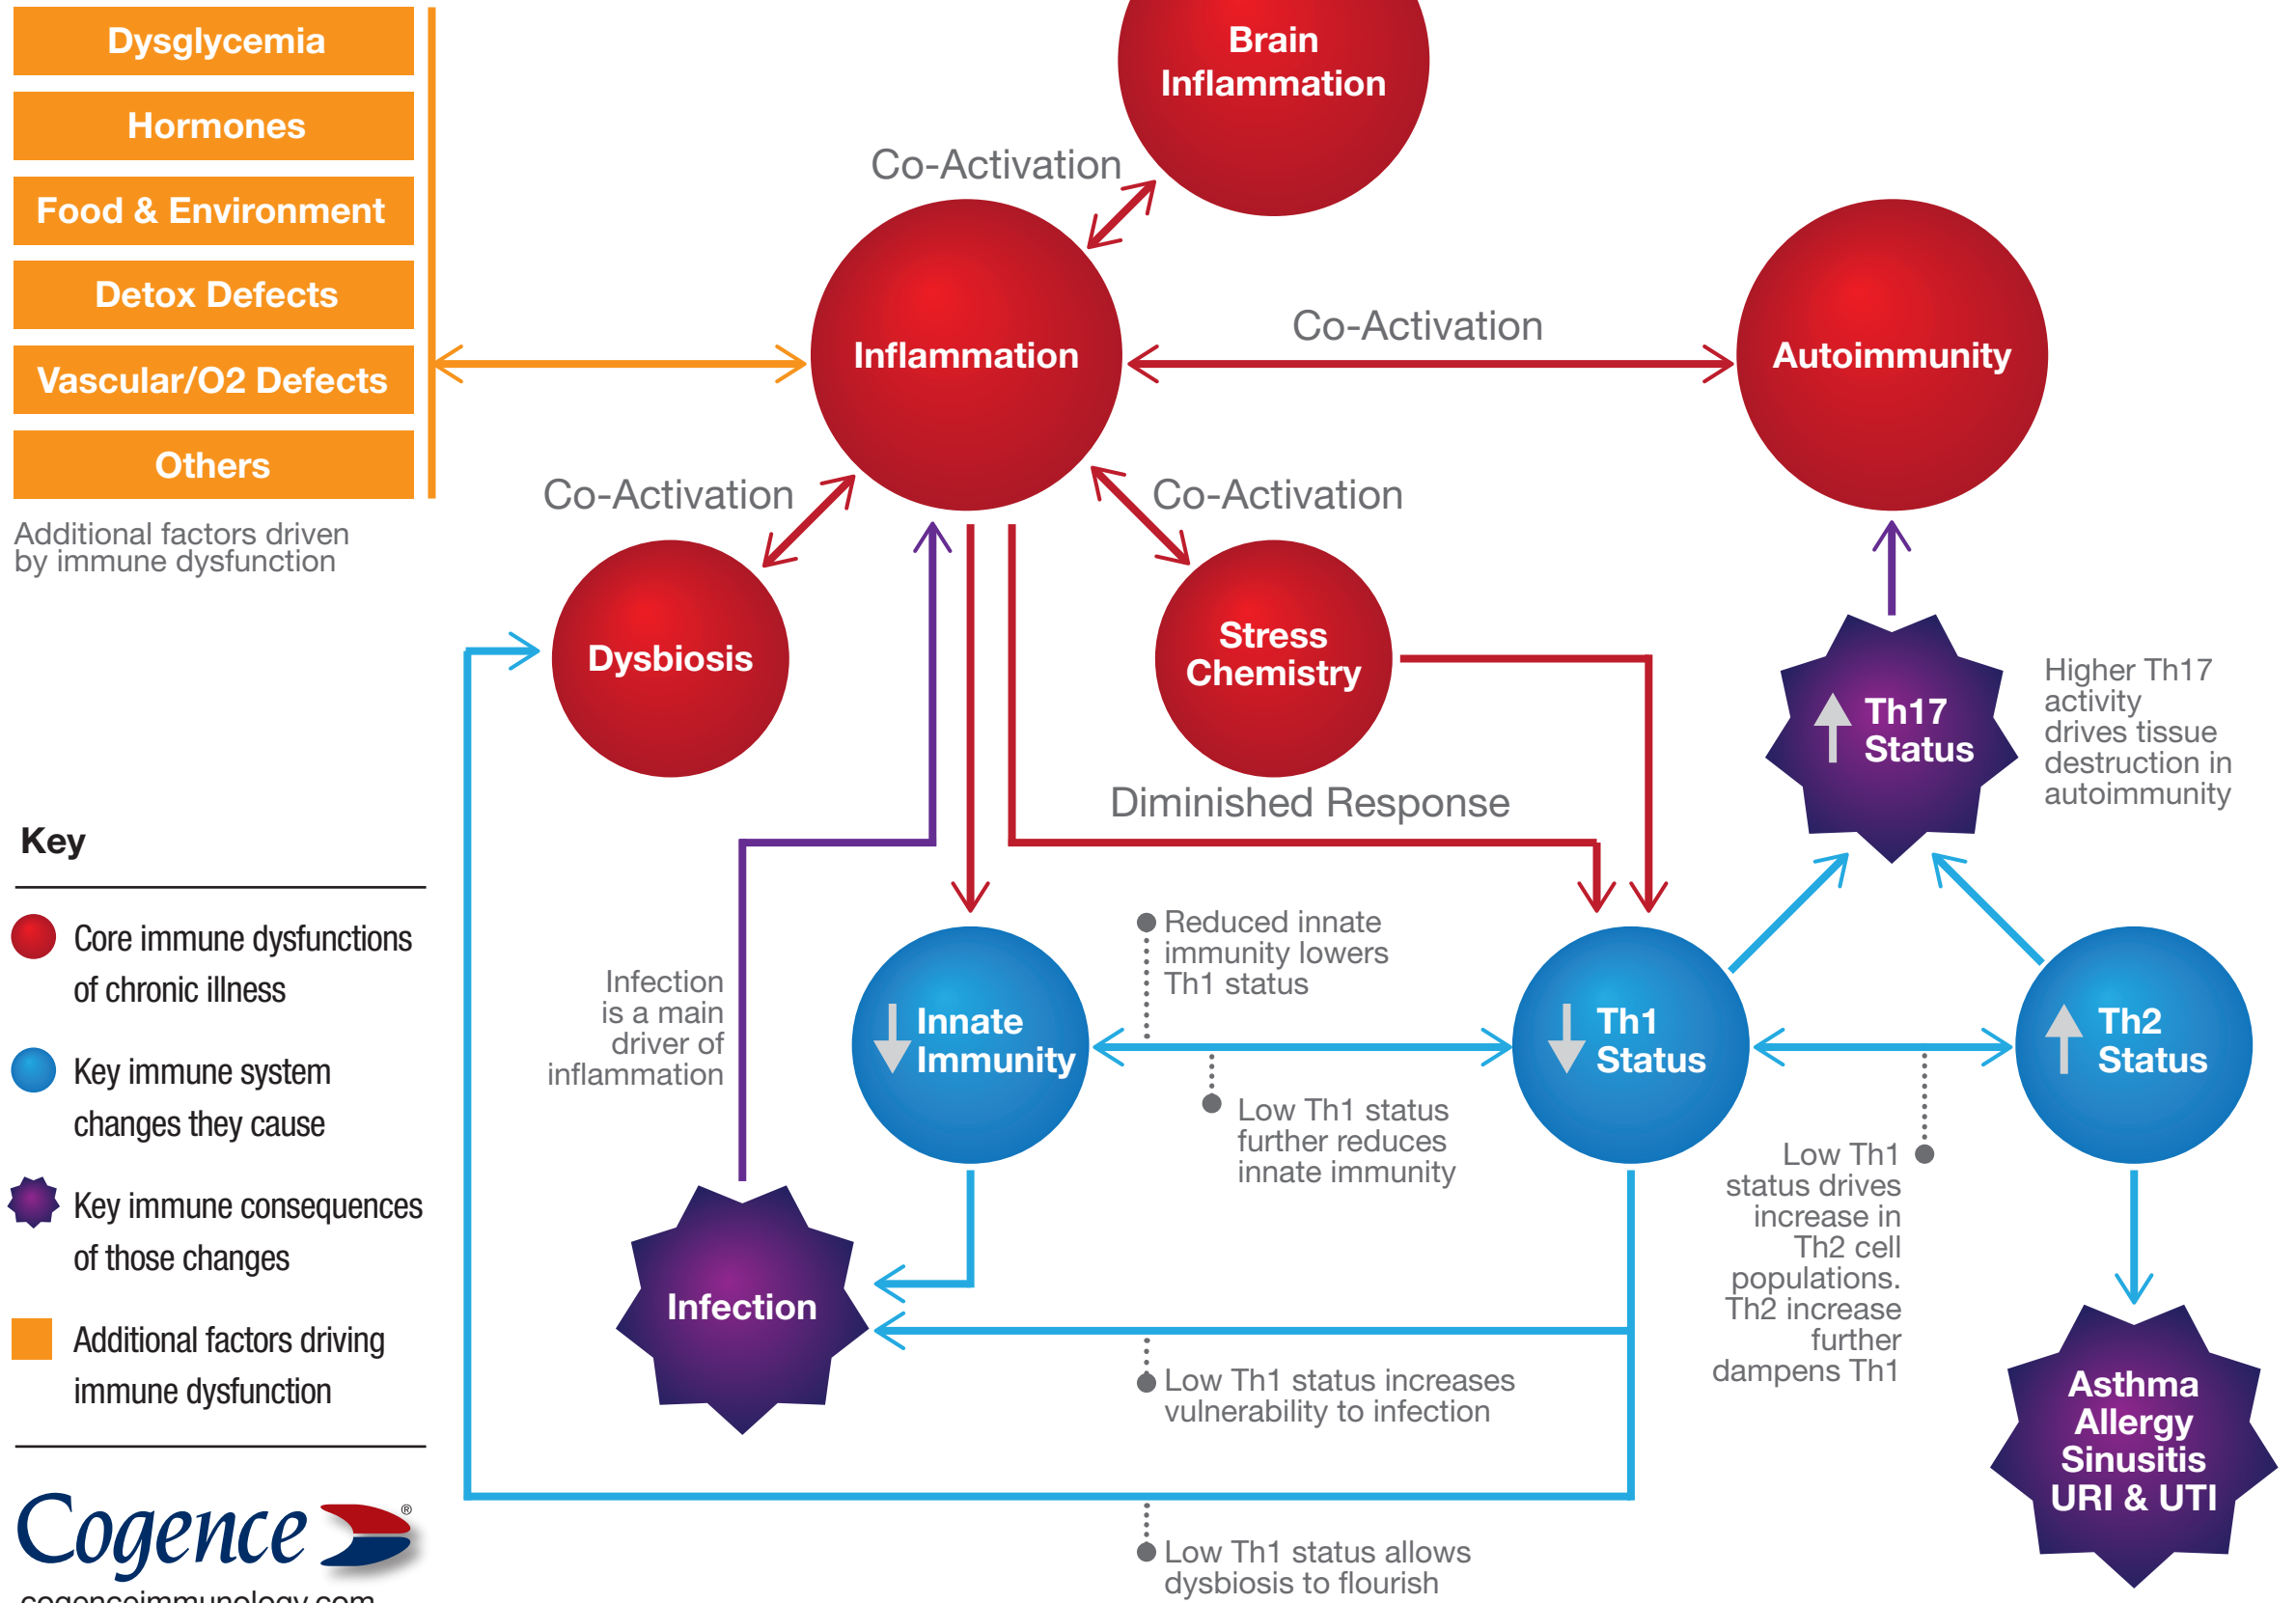 Dysglycemia
Hormones
Food & Environment
Detox Defects
Vascular/O2 Defects
Others
Additional factors driven
by immune dysfunction
Brain
Inflammation
Co-Activation
Inflammation
Co-Activation
Autoimmunity
Co-Activation
Co-Activation
Dysbiosis
Stress
Chemistry
Th17
Status
Higher Th17
activity
drives tissue
destruction in
autoimmunity
Diminished Response
Infection
is a main
driver of
inflammation
Innate
Immunity
Reduced innate
immunity lowers
Th1 status
Low Th1 status
further reduces
innate immunity
Th1
Status
Th2
Status
Low Th1
status drives
increase in
Th2 cell
populations.
Th2 increase
further
dampens Th1
Infection
Low Th1 status increases
vulnerability to infection
Asthma
Allergy
Sinusitis
URI & UTI
Low Th1 status allows
dysbiosis to flourish
Key
Core immune dysfunctions
of chronic illness
Key immune system
changes they cause
Key immune consequences
of those changes
Additional factors driving
immune dysfunction
Cogence ®
cogenceimmunology.com